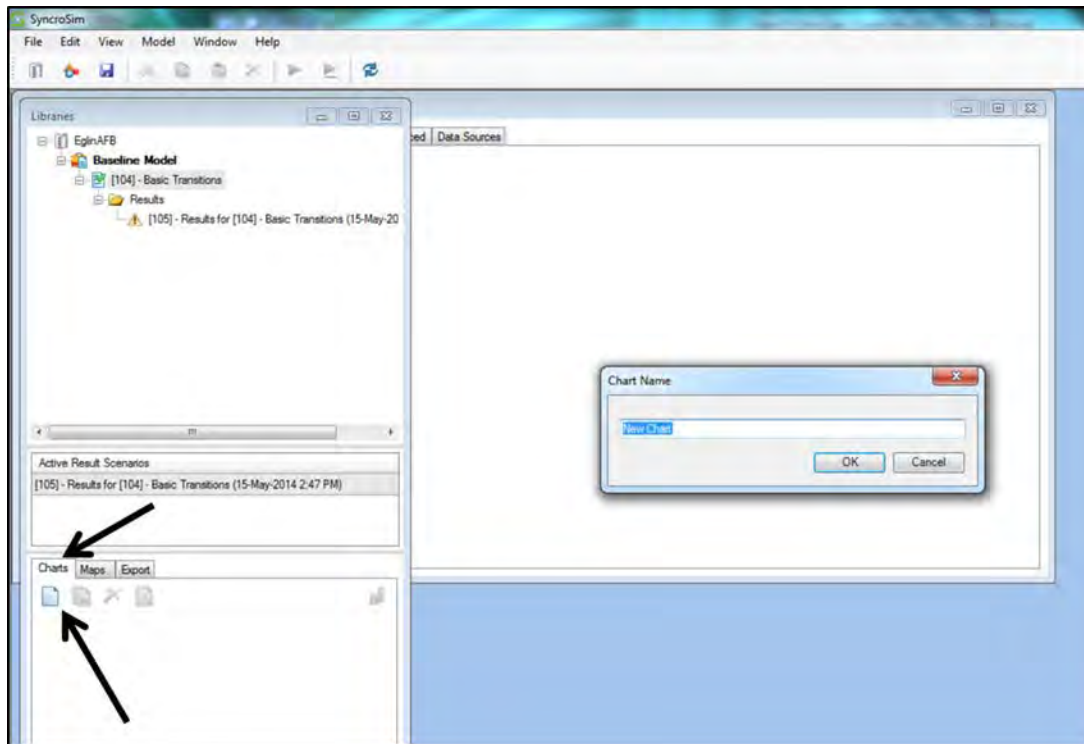 SyncroSim
File Edit View Model Window Help
Libraries
EglinAFB
Baseline Model
[104] - Basic Transitions
Results
[105] - Results for [104] - Basic Transitions (15-May-20
Data Sources
Chart Name
New Chart
OK Cancel
Active Result Scenarios
[105] - Results for [104] - Basic Transitions (15-May-2014 2:47 PM)
Charts Maps Export